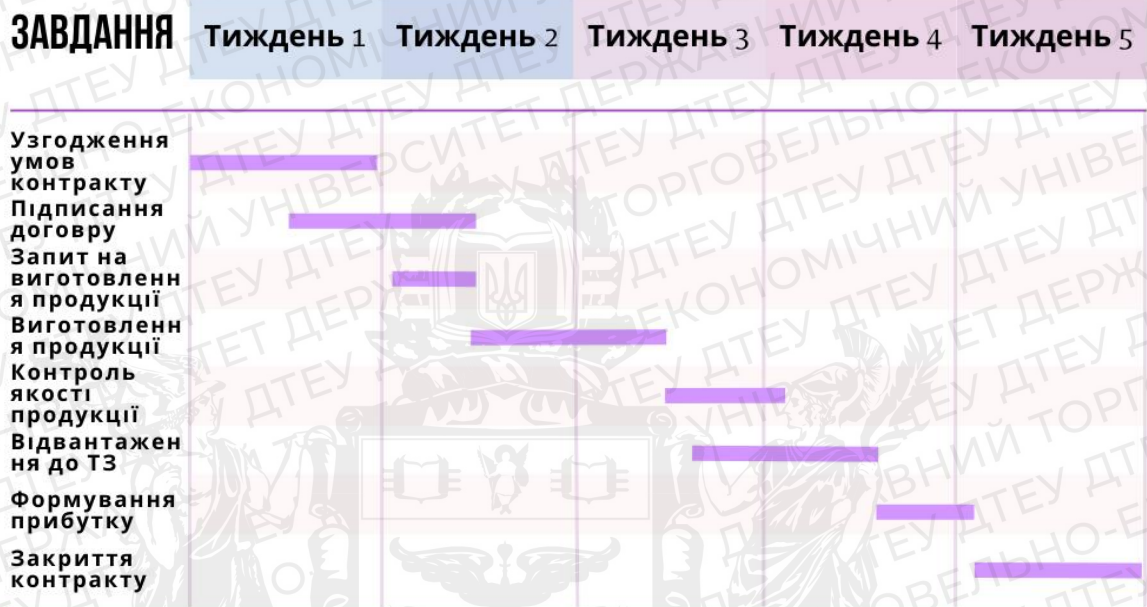 ЗАВДАННЯ Тиждень 1 Тиждень 2 Тиждень 3 Тиждень 4 Тиждень 5
Узгодження
умов
контракту
Підписання
договру
Запит на
виготовленн
я продукції
Виготовленн
я продукції
Контроль
якості
продукції
Відвантажен
ня до ТЗ
Формування
прибутку
Закриття
контракту